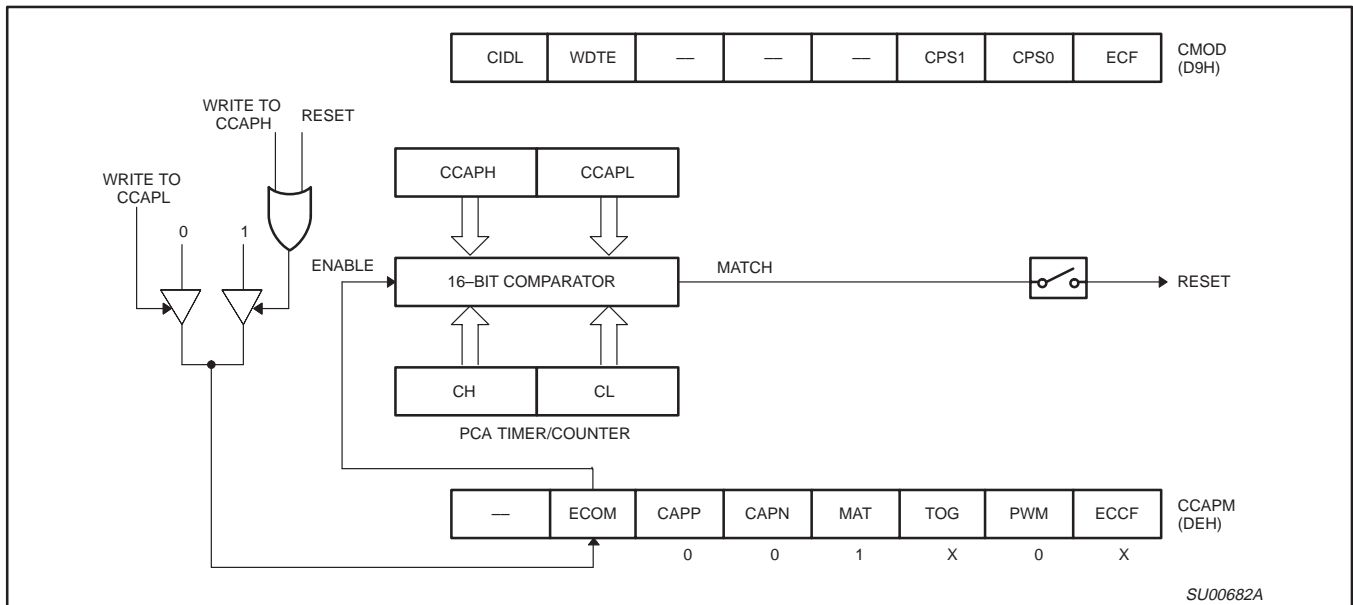 CIDL WDTE –– –– –– CPS1 CPS0 ECF
CMOD
(D9H)
WRITE TO
CCAPH
RESET
WRITE TO
CCAPL
0 1
CCAPH CCAPL
ENABLE
16–BIT COMPARATOR
MATCH
RESET
CH CL
PCA TIMER/COUNTER
–– ECOM CAPP CAPN MAT TOG PWM ECCF
CCAPM
(DEH)
0 0 1 X 0 X
SU00682A